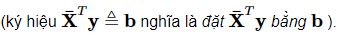 (ký hiệu X̄ᵀy ≜ b nghĩa là đặt X̄ᵀy bằng b ).